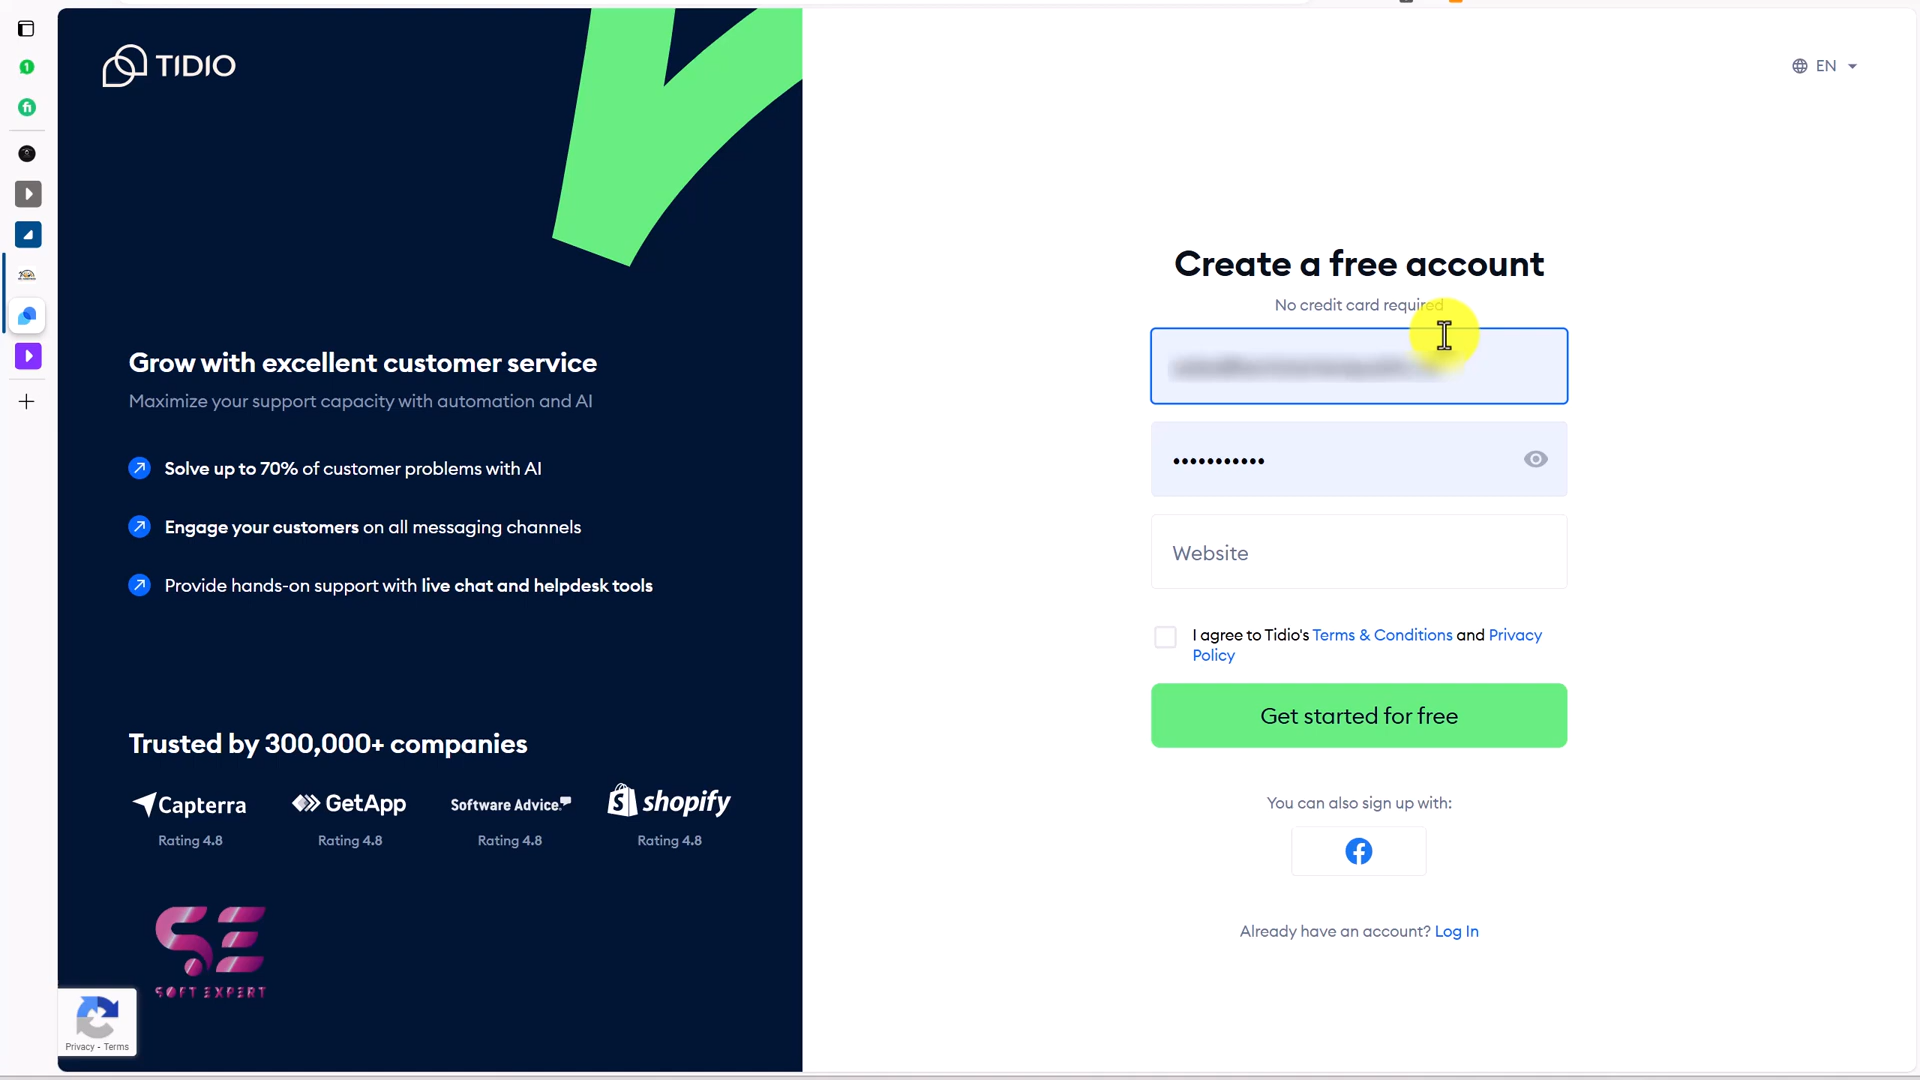 TIDIO
EN
Create a free account
No credit card required
Grow with excellent customer service
Maximize your support capacity with automation and AI
Solve up to 70% of customer problems with AI
Engage your customers on all messaging channels
Provide hands-on support with live chat and helpdesk tools
•••••••••••
Website
I agree to Tidio's Terms & Conditions and Privacy
Policy
Get started for free
Trusted by 300,000+ companies
Capterra
Rating 4.8
GetApp
Rating 4.8
Software Advice.
Rating 4.8
shopify
Rating 4.8
You can also sign up with:
Already have an account? Log In
SE
SOFT EXPERT
Privacy - Terms